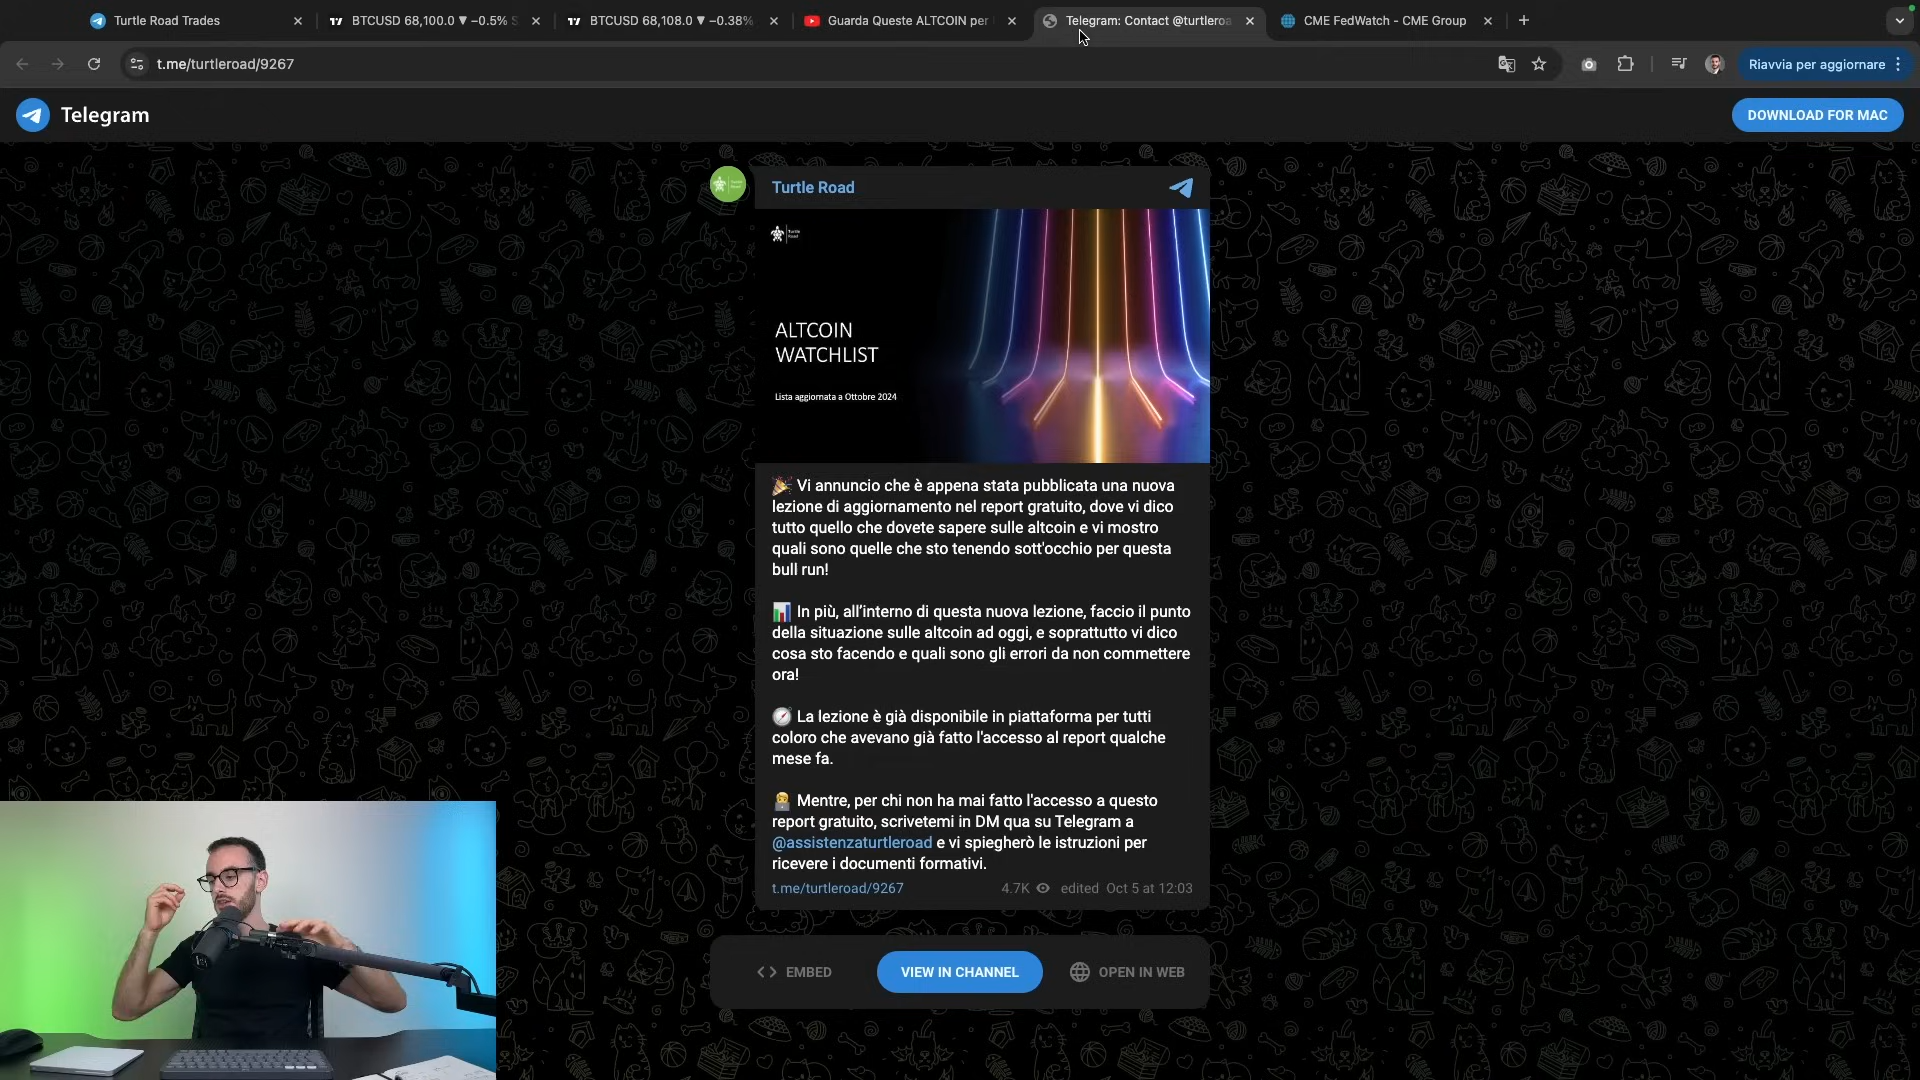 Turtle Road Trades
BTCUSD 68,100.0 ▼ −0.5% S
BTCUSD 68,108.0 ▼ −0.38%
Guarda Queste ALTCOIN per
Telegram: Contact @turtleroa
CME FedWatch - CME Group
t.me/turtleroad/9267
Riavvia per aggiornare
Telegram
DOWNLOAD FOR MAC
Turtle Road
Turtle
Road
ALTCOIN
WATCHLIST
Lista aggiornata a Ottobre 2024
🎉 Vi annuncio che è appena stata pubblicata una nuova
lezione di aggiornamento nel report gratuito, dove vi dico
tutto quello che dovete sapere sulle altcoin e vi mostro
quali sono quelle che sto tenendo sott'occhio per questa
bull run!
📊 In più, all’interno di questa nuova lezione, faccio il punto
della situazione sulle altcoin ad oggi, e soprattutto vi dico
cosa sto facendo e quali sono gli errori da non commettere
ora!
🧭 La lezione è già disponibile in piattaforma per tutti
coloro che avevano già fatto l'accesso al report qualche
mese fa.
👨‍💻 Mentre, per chi non ha mai fatto l'accesso a questo
report gratuito, scrivetemi in DM qua su Telegram a
@assistenzaturtleroad e vi spiegherò le istruzioni per
ricevere i documenti formativi.
t.me/turtleroad/9267 4.7K edited Oct 5 at 12:03
EMBED
VIEW IN CHANNEL
OPEN IN WEB